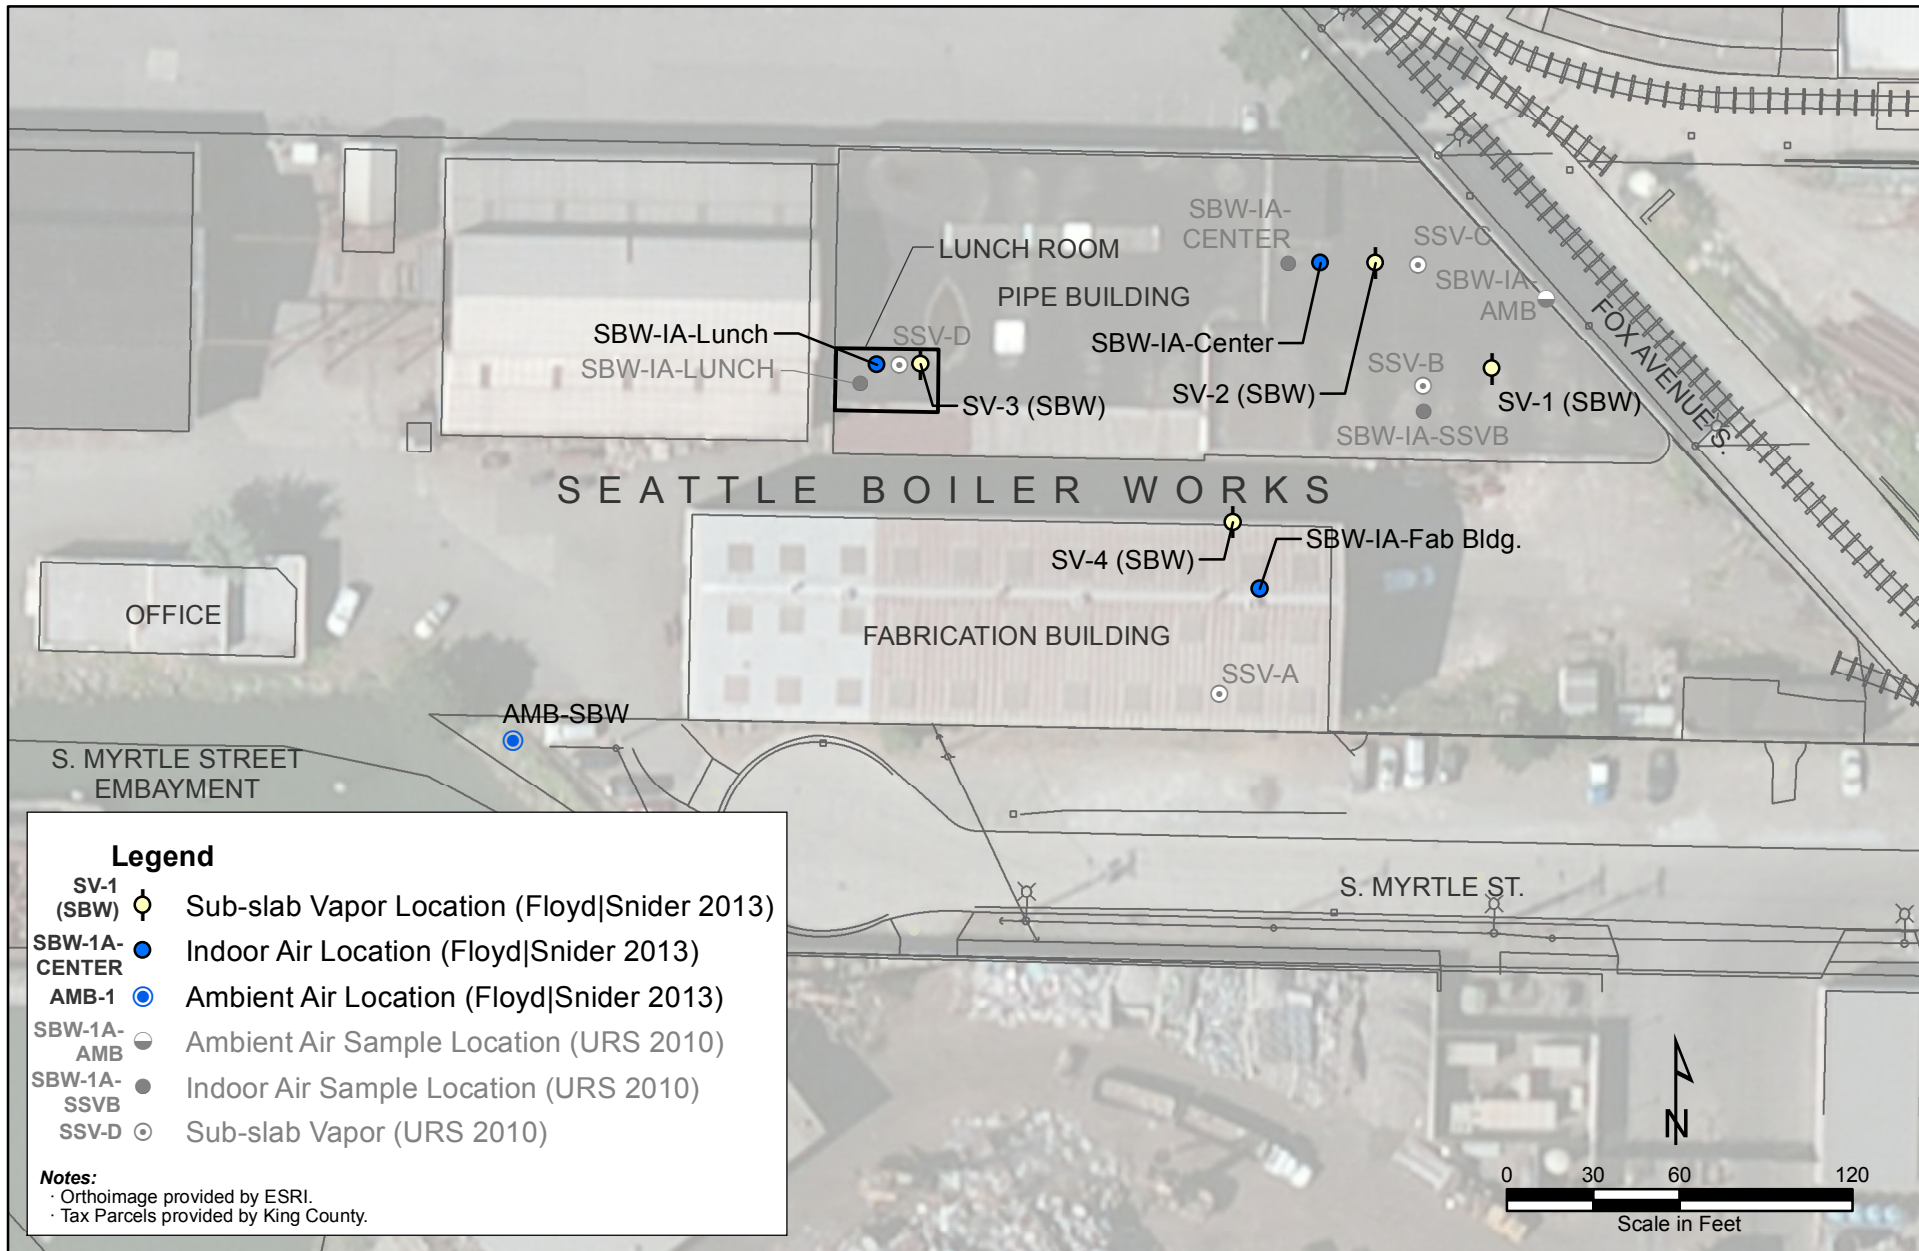 SBW-IA-
CENTER
SSV-C
LUNCH ROOM
SBW-IA-
AMB
PIPE BUILDING
FOX AVENUE S.
SBW-IA-Lunch
SSV-D
SBW-IA-Center
SBW-IA-LUNCH
SSV-B
SV-2 (SBW)
SV-3 (SBW)
SV-1 (SBW)
SBW-IA-SSVB
SEATTLE BOILER WORKS
SBW-IA-Fab Bldg.
SV-4 (SBW)
OFFICE
FABRICATION BUILDING
SSV-A
AMB-SBW
S. MYRTLE STREET
EMBAYMENT
S. MYRTLE ST.
Legend
SV-1
(SBW)
Sub-slab Vapor Location (Floyd|Snider 2013)
SBW-1A-
CENTER
Indoor Air Location (Floyd|Snider 2013)
AMB-1
Ambient Air Location (Floyd|Snider 2013)
SBW-1A-
AMB
Ambient Air Sample Location (URS 2010)
SBW-1A-
SSVB
Indoor Air Sample Location (URS 2010)
SSV-D
Sub-slab Vapor (URS 2010)
Notes:
· Orthoimage provided by ESRI.
· Tax Parcels provided by King County.
N
0 30 60 120
Scale in Feet